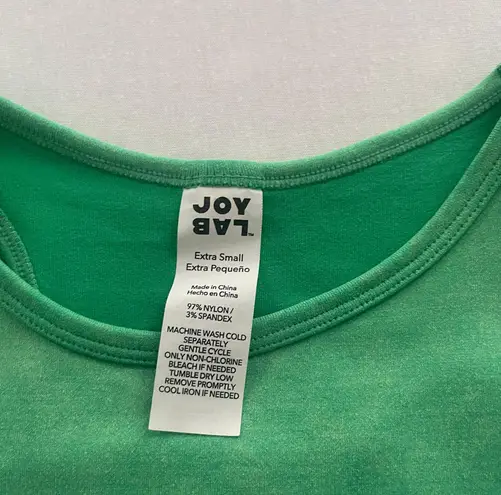 JOY
LAB™
Extra Small
Extra Pequeño
Made in China
Hecho en China
97% NYLON /
3% SPANDEX
MACHINE WASH COLD
SEPARATELY
GENTLE CYCLE
ONLY NON-CHLORINE
BLEACH IF NEEDED
TUMBLE DRY LOW
REMOVE PROMPTLY
COOL IRON IF NEEDED